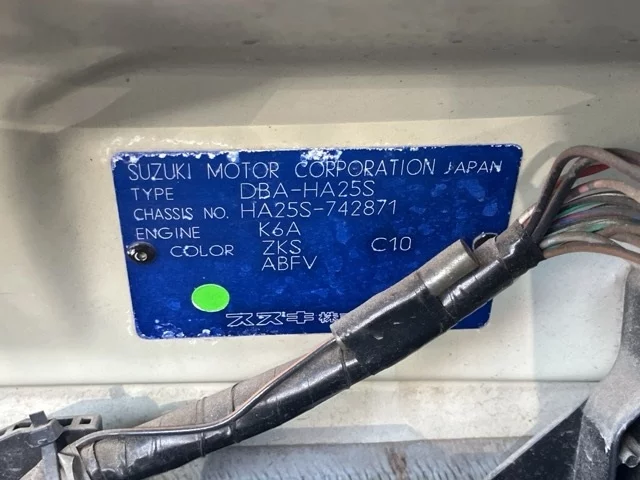 SUZUKI MOTOR CORPORATION JAPAN
TYPE DBA-HA25S
CHASSIS NO. HA25S-742871
ENGINE K6A
COLOR ZKS C10
ABFV
スズキ株